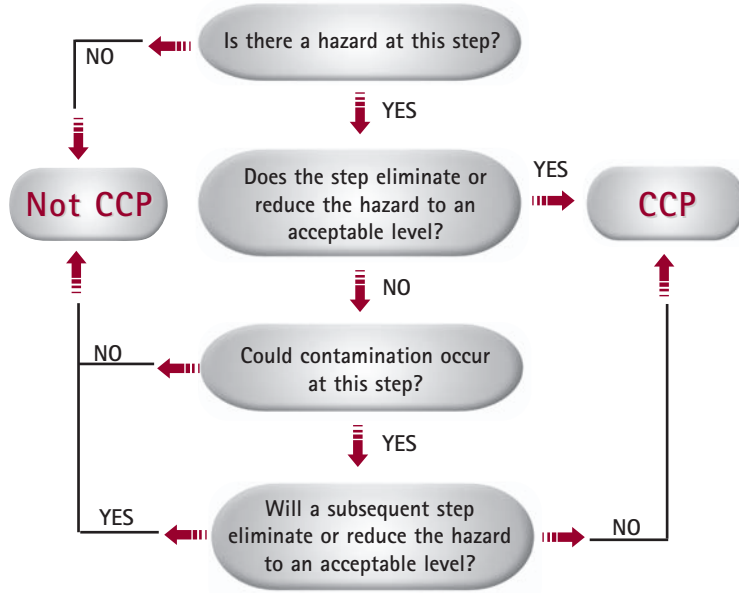 Is there a hazard at this step?
NO
YES
Not CCP
Does the step eliminate or
reduce the hazard to an
acceptable level?
YES
CCP
NO
Could contamination occur
at this step?
NO
YES
Will a subsequent step
eliminate or reduce the hazard
to an acceptable level?
YES
NO